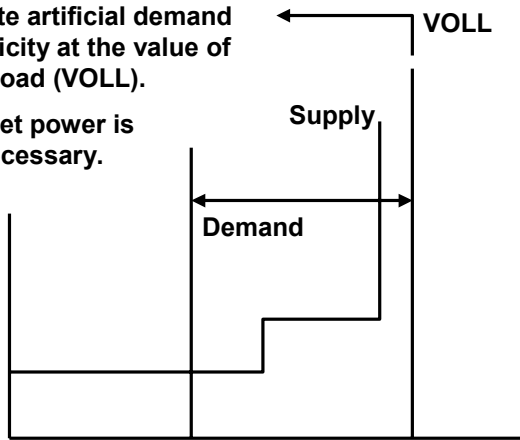 te artificial demand
icity at the value of
oad (VOLL).
et power is
cessary.
VOLL
Supply
Demand